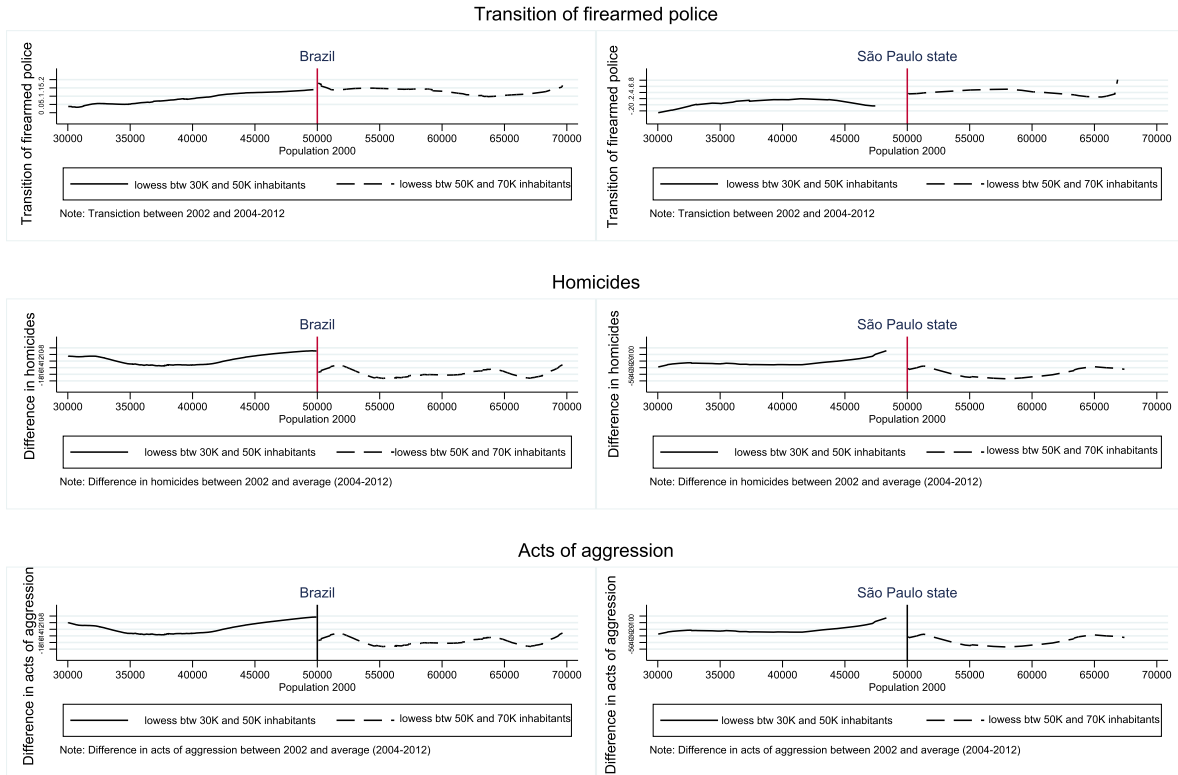 Transition of firearmed police
Brazil
Transition of firearmed police
0 .05 .1 .15 .2
30000 35000 40000 45000 50000 55000 60000 65000 70000
Population 2000
lowess btw 30K and 50K inhabitants lowess btw 50K and 70K inhabitants
Note: Transiction between 2002 and 2004-2012
São Paulo state
Transition of firearmed police
-.2 0 .2 .4 .6 .8
30000 35000 40000 45000 50000 55000 60000 65000 70000
Population 2000
lowess btw 30K and 50K inhabitants lowess btw 50K and 70K inhabitants
Note: Transiction between 2002 and 2004-2012
Homicides
Brazil
Difference in homicides
30000 35000 40000 45000 50000 55000 60000 65000 70000
Population 2000
lowess btw 30K and 50K inhabitants lowess btw 50K and 70K inhabitants
Note: Difference in homicides between 2002 and average (2004-2012)
São Paulo state
Difference in homicides
30000 35000 40000 45000 50000 55000 60000 65000 70000
Population 2000
lowess btw 30K and 50K inhabitants lowess btw 50K and 70K inhabitants
Note: Difference in homicides between 2002 and average (2004-2012)
Acts of aggression
Brazil
Difference in acts of aggression
30000 35000 40000 45000 50000 55000 60000 65000 70000
Population 2000
lowess btw 30K and 50K inhabitants lowess btw 50K and 70K inhabitants
Note: Difference in acts of aggression between 2002 and average (2004-2012)
São Paulo state
Difference in acts of aggression
30000 35000 40000 45000 50000 55000 60000 65000 70000
Population 2000
lowess btw 30K and 50K inhabitants lowess btw 50K and 70K inhabitants
Note: Difference in acts of aggression between 2002 and average (2004-2012)